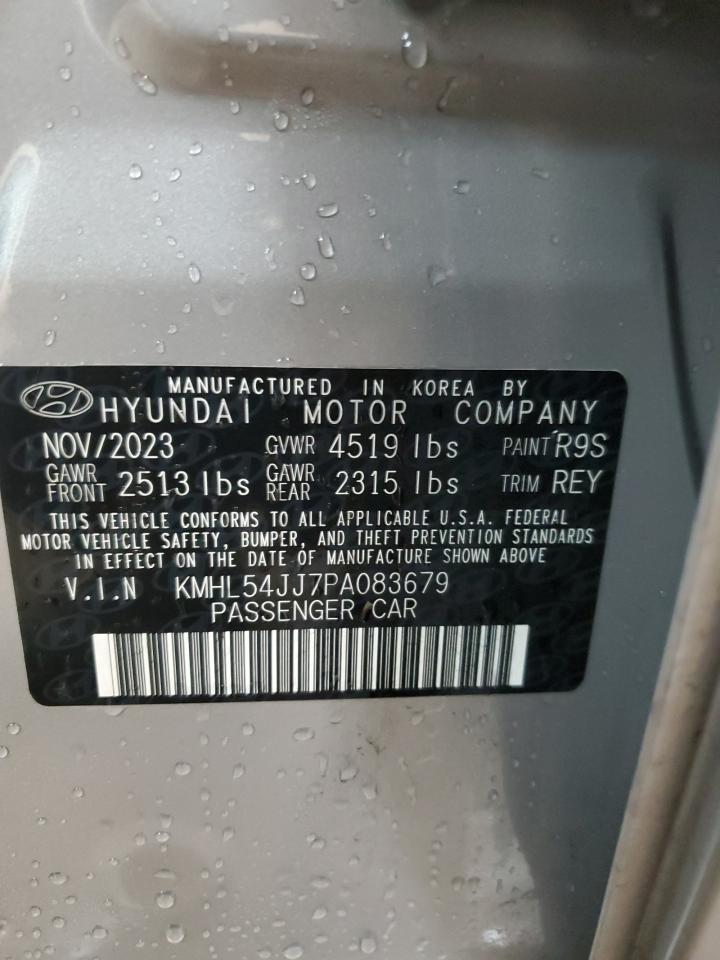 MANUFACTURED IN KOREA BY
HYUNDAI MOTOR COMPANY
NOV/2023 GVWR 4519 lbs PAINT R9S
GAWR FRONT 2513 lbs GAWR REAR 2315 lbs TRIM REY
THIS VEHICLE CONFORMS TO ALL APPLICABLE U.S.A. FEDERAL
MOTOR VEHICLE SAFETY, BUMPER, AND THEFT PREVENTION STANDARDS
IN EFFECT ON THE DATE OF MANUFACTURE SHOWN ABOVE
V.I.N KMHL54JJ7PA083679
PASSENGER CAR